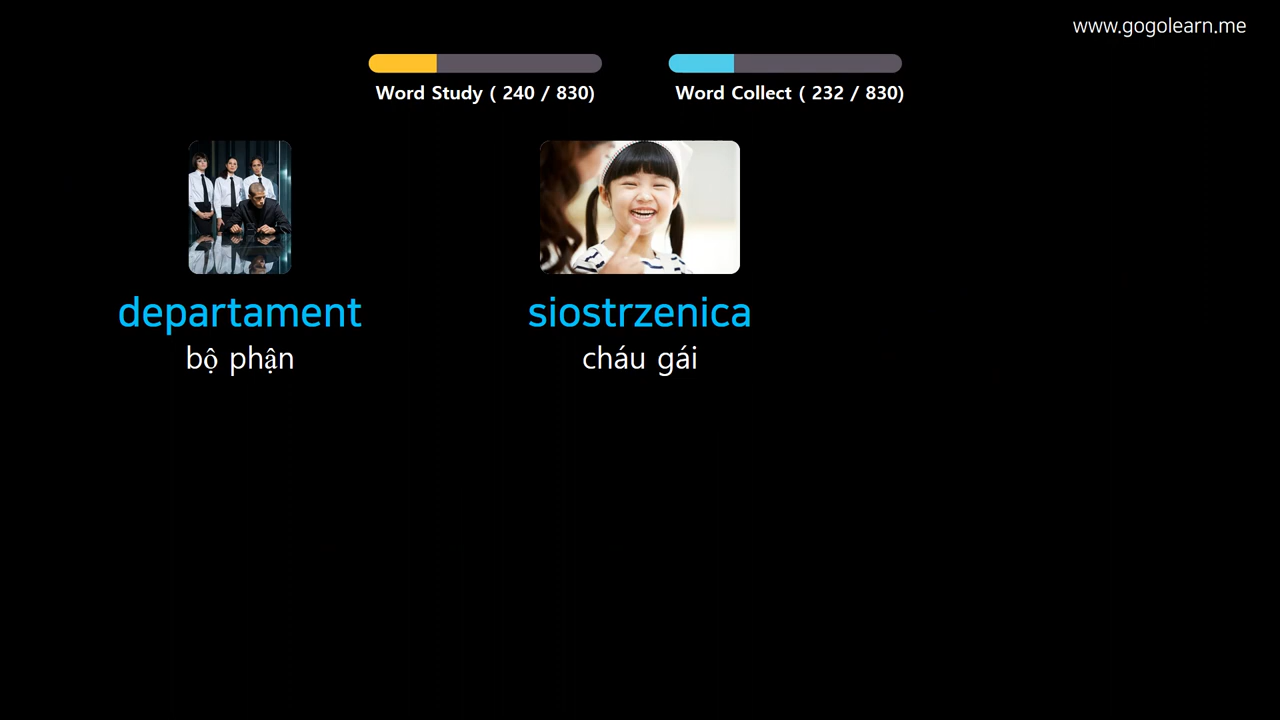 www.gogolearn.me
Word Study ( 240 / 830)
Word Collect ( 232 / 830)
departament
bộ phận
siostrzenica
cháu gái